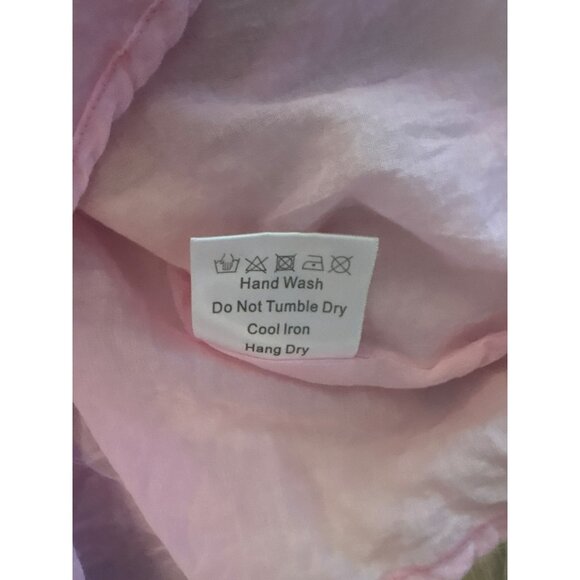 Hand Wash
Do Not Tumble Dry
Cool Iron
Hang Dry